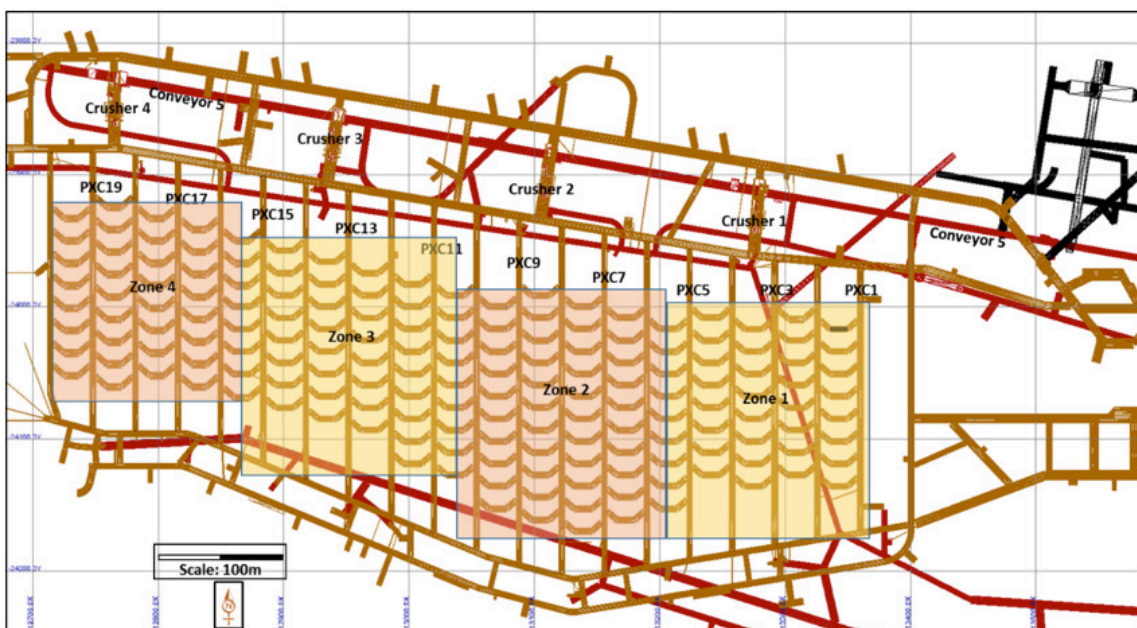 Conveyor 5
Crusher 4
Crusher 3
Crusher 2
Crusher 1
Conveyor 5
PXC19
PXC17
PXC15
PXC13
PXC11
PXC9
PXC7
PXC5
PXC3
PXC1
Zone 4
Zone 3
Zone 2
Zone 1
Scale: 100m